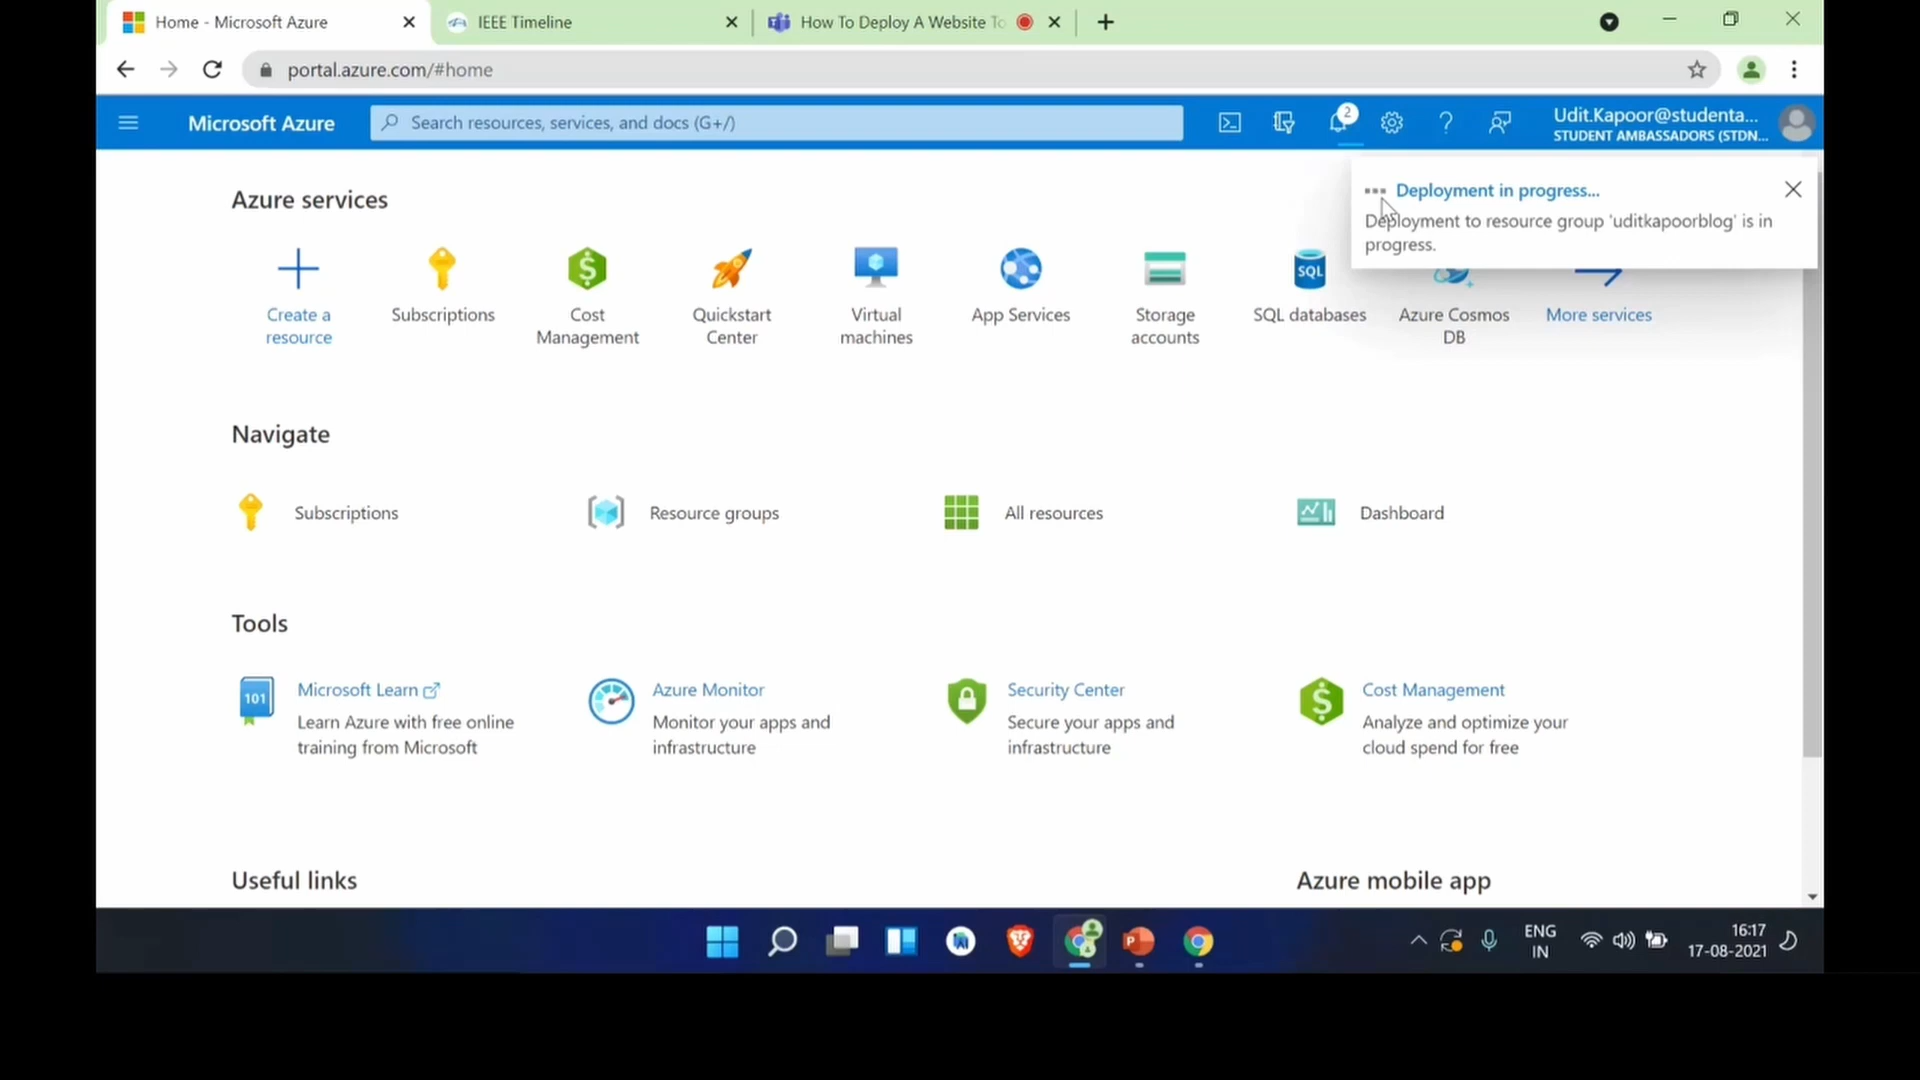 Home - Microsoft Azure
IEEE Timeline
How To Deploy A Website To
portal.azure.com/#home
Microsoft Azure
Search resources, services, and docs (G+/)
2
Udit.Kapoor@studenta...
STUDENT AMBASSADORS (STDN...
Deployment in progress...
Deployment to resource group 'uditkapoorblog' is in
progress.
Azure services
SQL
Create a
resource
Subscriptions
Cost
Management
Quickstart
Center
Virtual
machines
App Services
Storage
accounts
SQL databases
Azure Cosmos
DB
More services
Navigate
Subscriptions
Resource groups
All resources
Dashboard
Tools
101
Microsoft Learn
Learn Azure with free online
training from Microsoft
Azure Monitor
Monitor your apps and
infrastructure
Security Center
Secure your apps and
infrastructure
Cost Management
Analyze and optimize your
cloud spend for free
Useful links
Azure mobile app
ENG
IN
16:17
17-08-2021